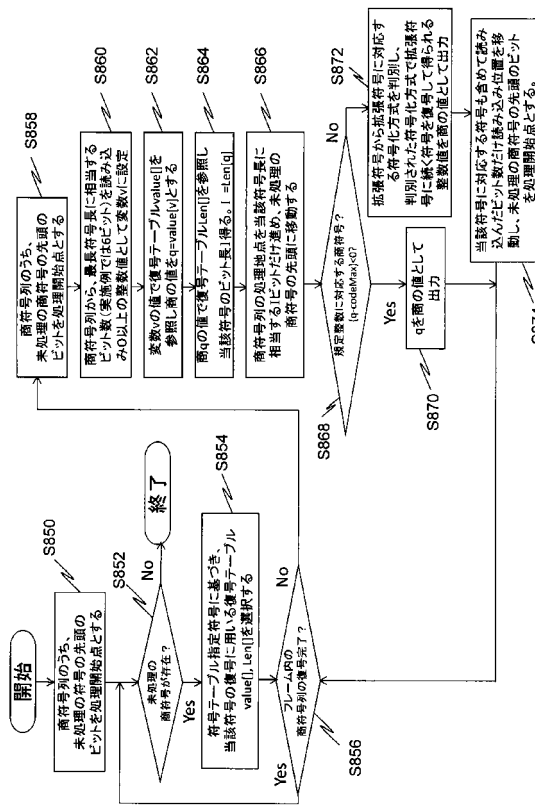 開始
S850
商符号列のうち、
未処理の符号の先頭の
ビットを処理開始点とする
S852
未処理の
商符号が存在?
No
終了
Yes
S854
符号テーブル指定符号に基づき、
当該符号の復号に用いる復号テーブル
value[], Len[]を選択する
フレーム内の
商符号列の復号完了?
Yes
No
S856
S858
商符号列のうち、
未処理の商符号の先頭の
ビットを処理開始点とする
S860
商符号列から、最長符号長に相当する
ビット数(実施例では6ビット)を読み込
み0以上の整数値として変数vに設定
S862
変数vの値で復号テーブルvalue[]を
参照し商の値をq=value[v]とする
S864
商qの値で復号テーブルLen[]を参照し
当該符号のビット長l得る。l =Len[q]
S866
商符号列の処理地点を当該符号長に
相当するlビットだけ進め、未処理の
商符号の先頭に移動する
S868
規定整数に対応する商符号?
(q-codeMax)<0?
No
Yes
S870
qを商の値として
出力
S872
拡張符号から拡張符号に対応す
る符号化方式を判別し、
判別された符号化方式で拡張符
号に続く符号を復号して得られる
整数値を商の値として出力
当該符号に対応する符号も含めて読み
込んだビット数だけ読み込み位置を移
動し、未処理の商符号の先頭のビット
を処理開始点とする。
S874